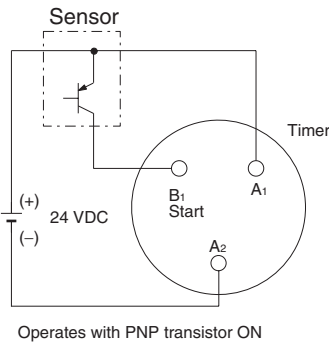 Sensor
Timer
B1
Start
A1
(+)
24 VDC
(−)
A2
Operates with PNP transistor ON